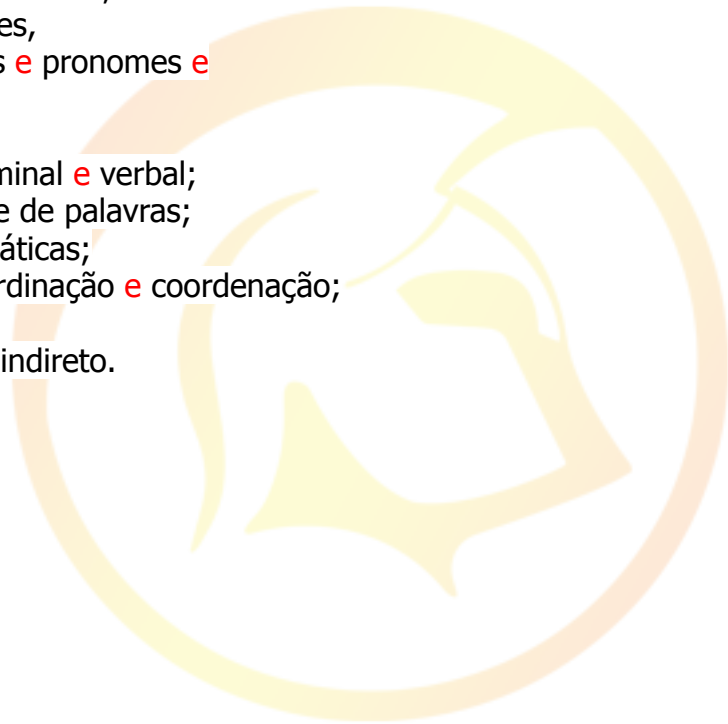 es,
s e pronomes e
minal e verbal;
e de palavras;
áticas;
rdinação e coordenação;
indireto.